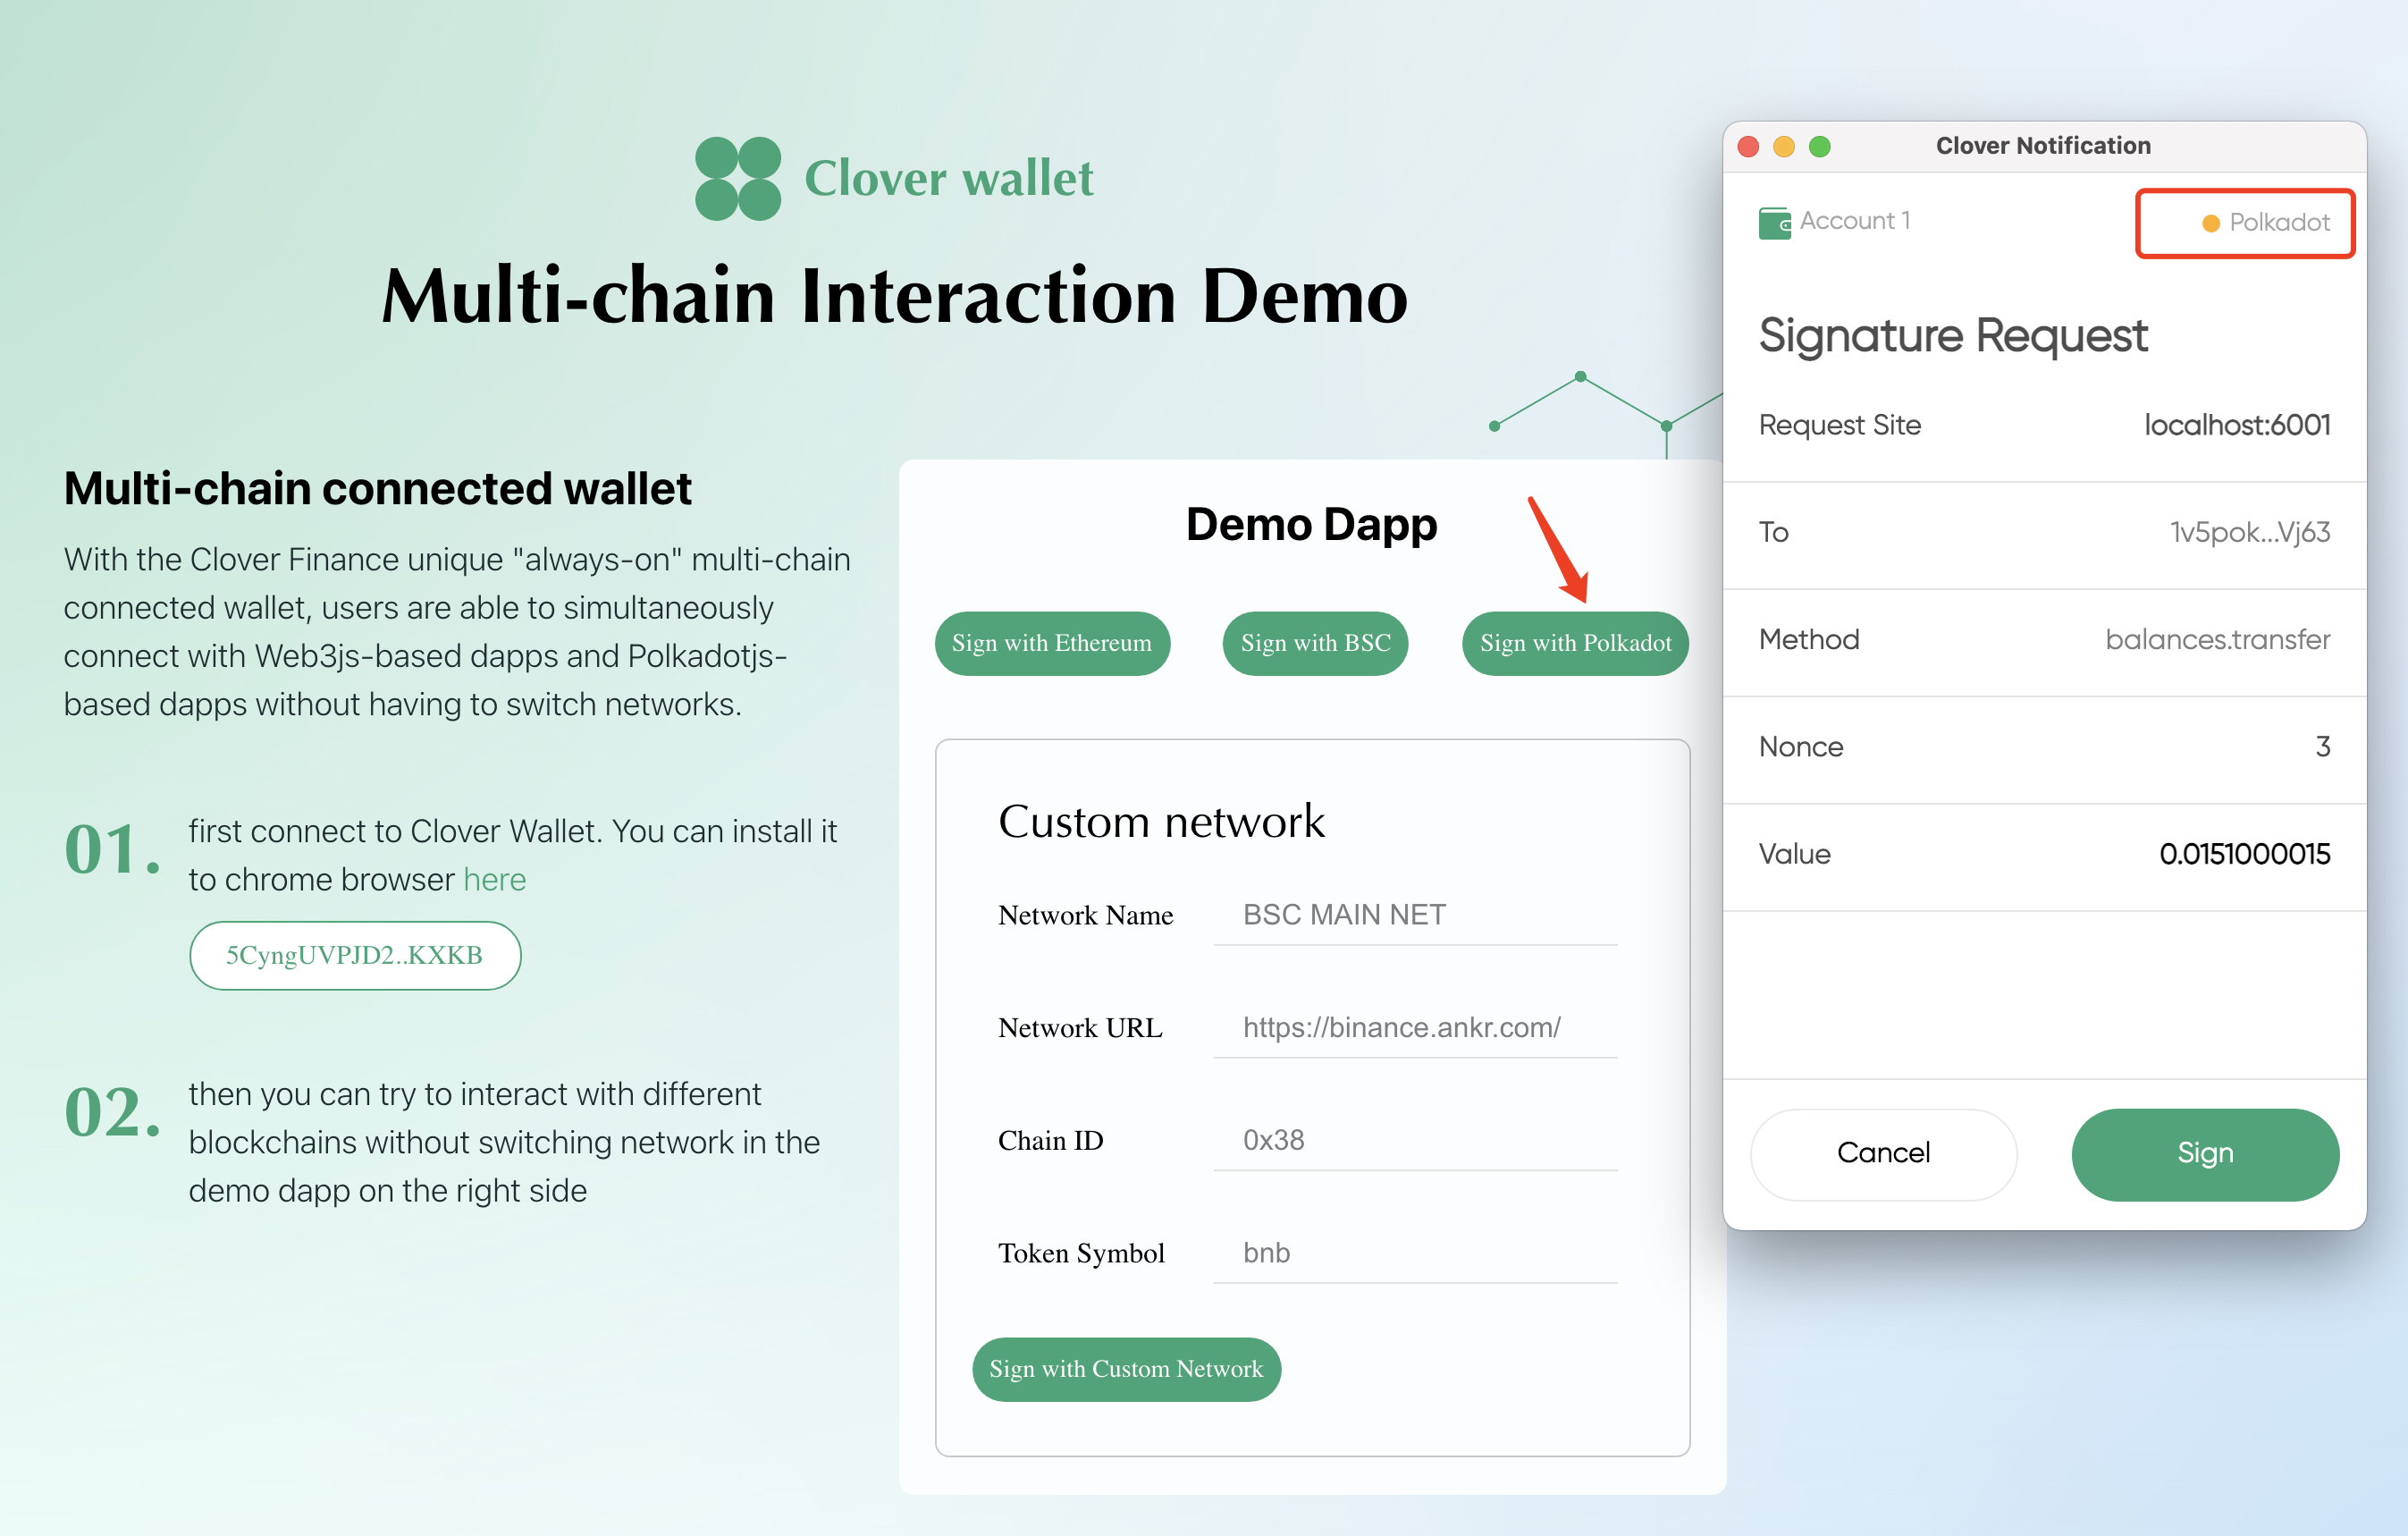 Clover wallet
Multi-chain Interaction Demo
Multi-chain connected wallet
With the Clover Finance unique "always-on" multi-chain
connected wallet, users are able to simultaneously
connect with Web3js-based dapps and Polkadotjs-
based dapps without having to switch networks.
01.
first connect to Clover Wallet. You can install it
to chrome browser here
5CyngUVPJD2..KXKB
02.
then you can try to interact with different
blockchains without switching network in the
demo dapp on the right side
Demo Dapp
Sign with Ethereum
Sign with BSC
Sign with Polkadot
Custom network
Network Name BSC MAIN NET
Network URL https://binance.ankr.com/
Chain ID 0x38
Token Symbol bnb
Sign with Custom Network
Clover Notification
Account 1
Polkadot
Signature Request
Request Site localhost:6001
To 1v5pok...Vj63
Method balances.transfer
Nonce 3
Value 0.0151000015
Cancel
Sign